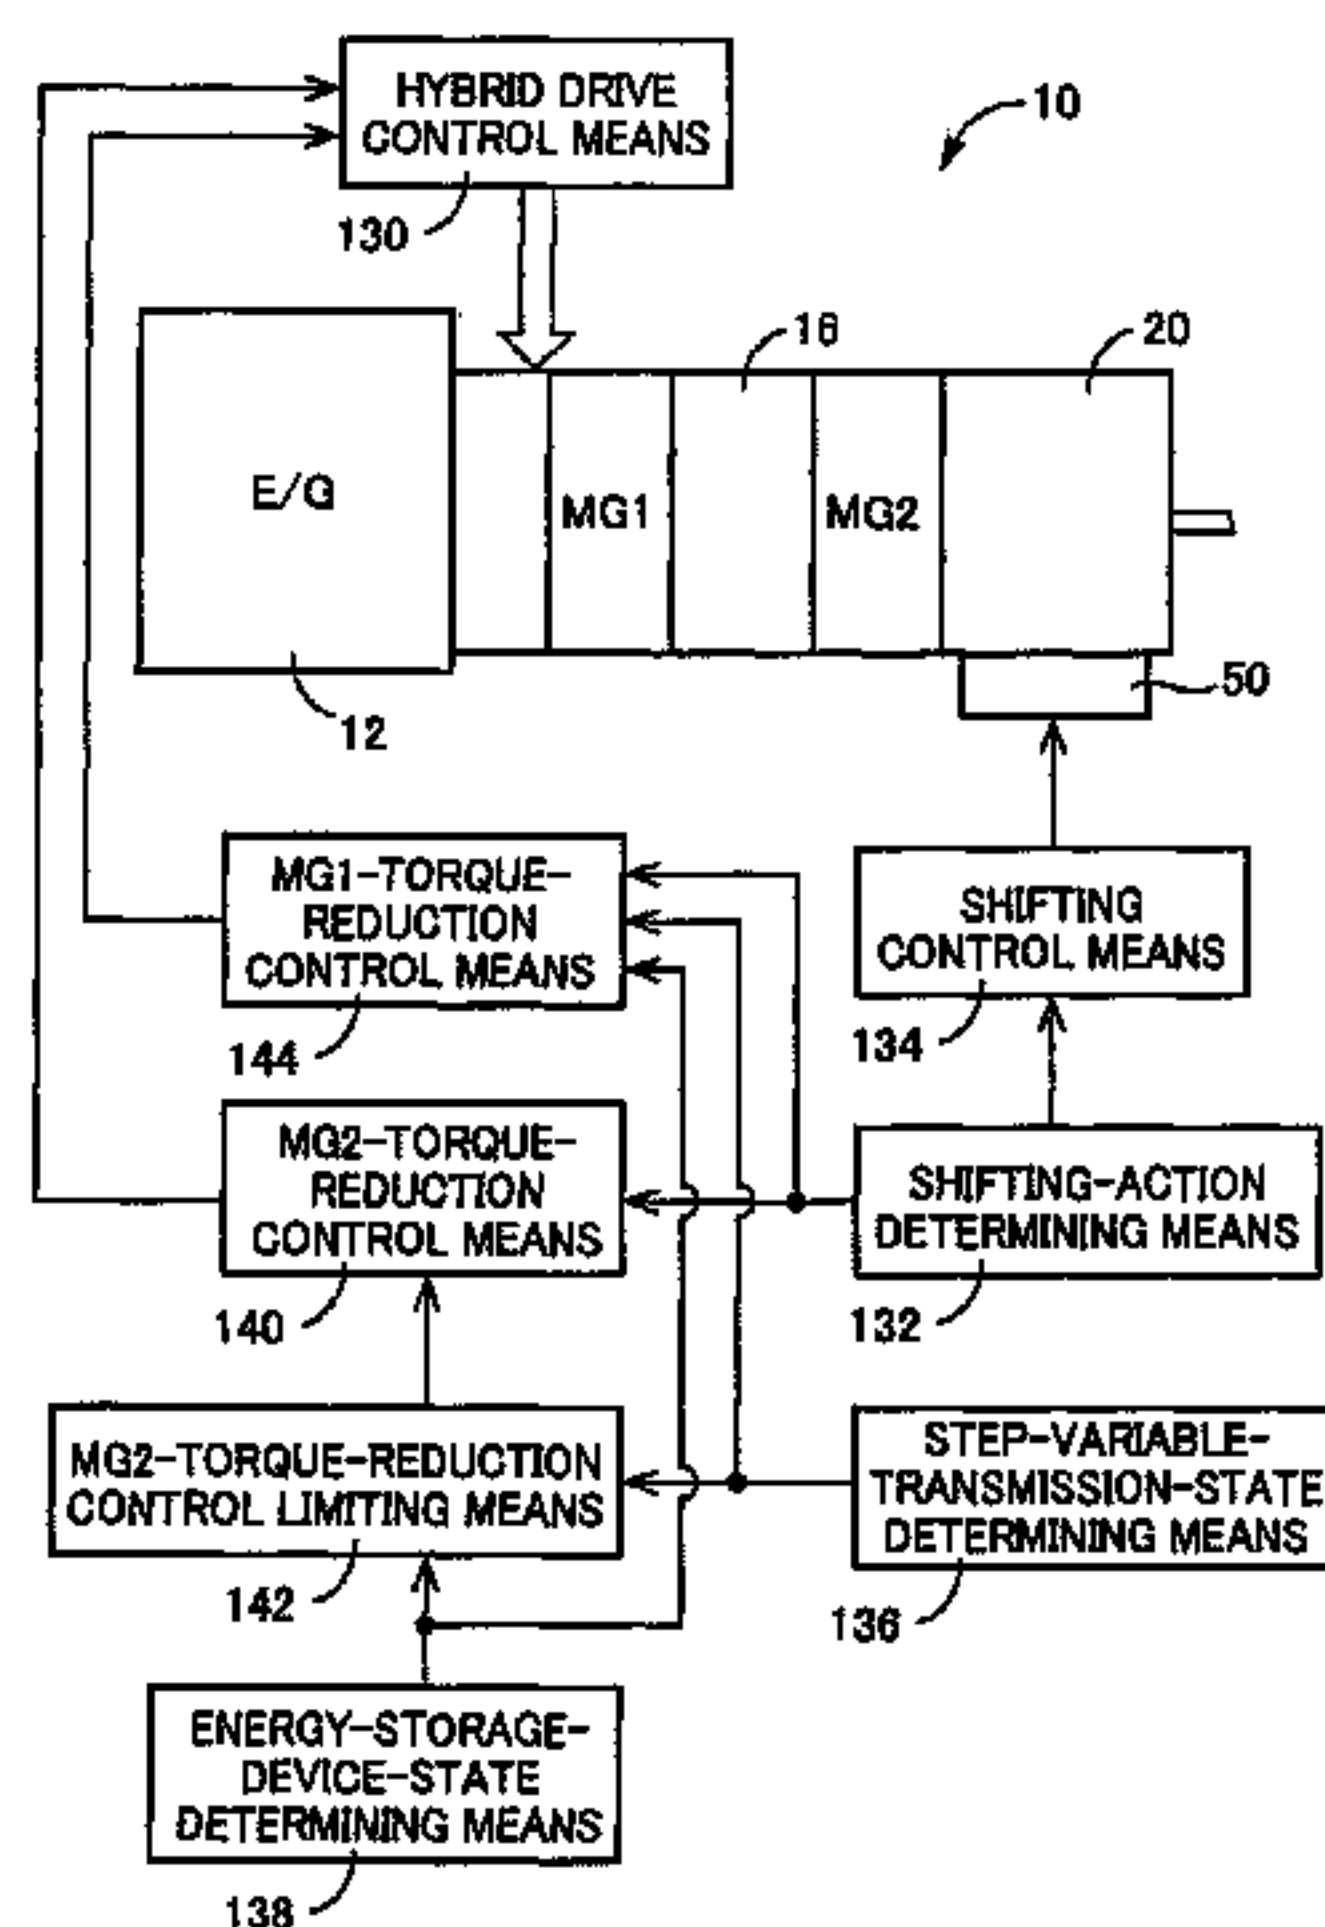 HYBRID DRIVE
CONTROL MEANS
130
10
16
20
E/G
MG1
MG2
50
12
MG1-TORQUE-
REDUCTION
CONTROL MEANS
144
SHIFTING
CONTROL MEANS
134
MG2-TORQUE-
REDUCTION
CONTROL MEANS
140
SHIFTING-ACTION
DETERMINING MEANS
132
MG2-TORQUE-REDUCTION
CONTROL LIMITING MEANS
142
STEP-VARIABLE-
TRANSMISSION-STATE
DETERMINING MEANS
136
ENERGY-STORAGE-
DEVICE-STATE
DETERMINING MEANS
138